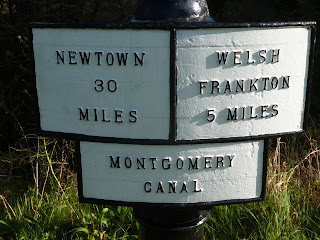 NEWTOWN
30
MILES
WELSH
FRANKTON
5 MILES
MONTGOMERY
CANAL